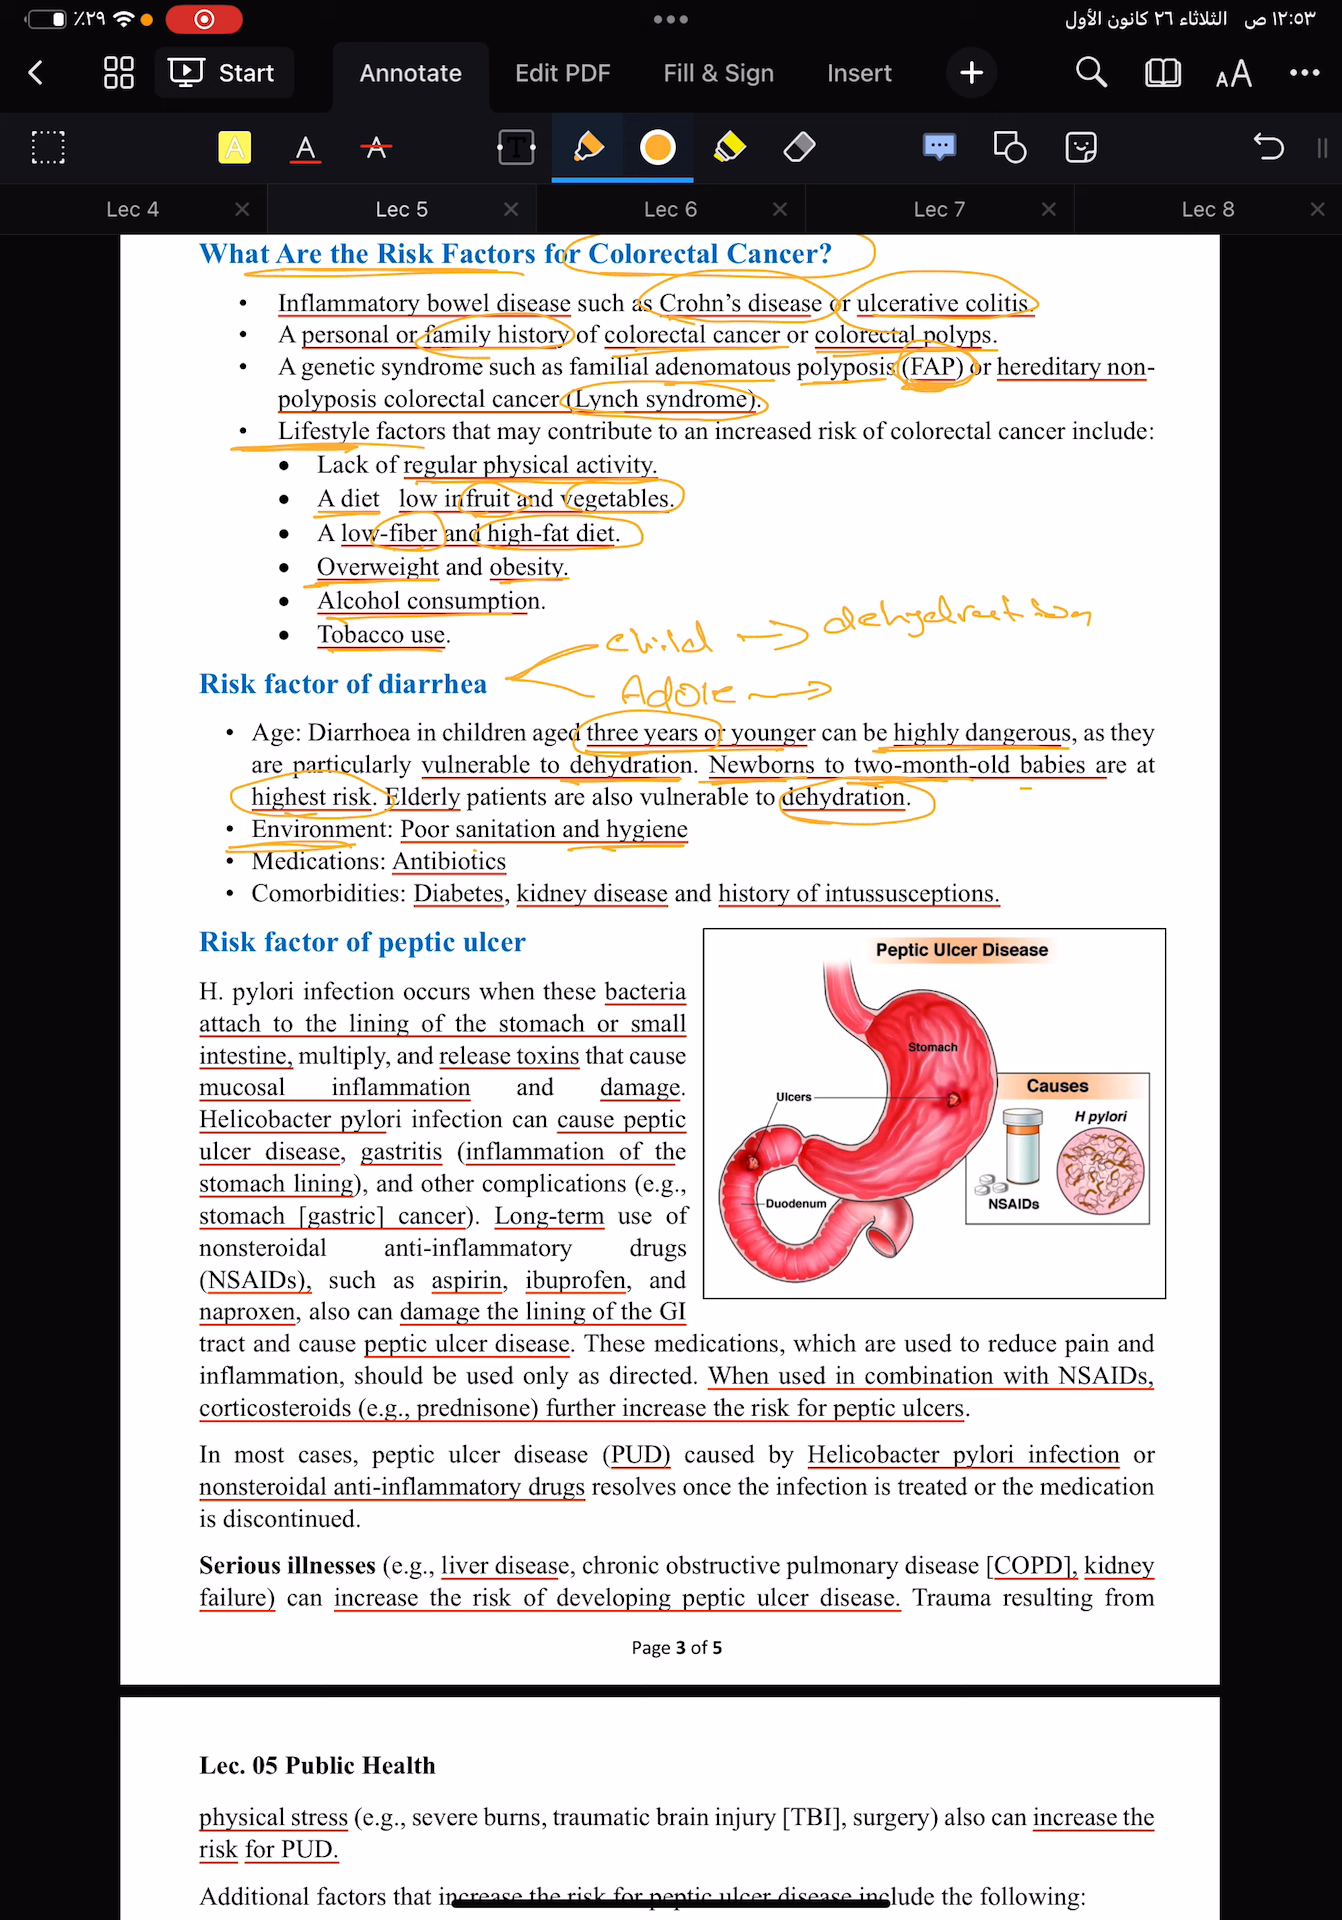 ٪٢٩
١٢:٥٣ ص الثلاثاء ٢٦ كانون الأول
Start Annotate Edit PDF Fill & Sign Insert
Lec 4 Lec 5 Lec 6 Lec 7 Lec 8
What Are the Risk Factors for Colorectal Cancer?
• Inflammatory bowel disease such as Crohn's disease or ulcerative colitis.
• A personal or family history of colorectal cancer or colorectal polyps.
• A genetic syndrome such as familial adenomatous polyposis (FAP) or hereditary non-
polyposis colorectal cancer (Lynch syndrome).
• Lifestyle factors that may contribute to an increased risk of colorectal cancer include:
• Lack of regular physical activity.
• A diet low in fruit and vegetables.
• A low-fiber and high-fat diet.
• Overweight and obesity.
• Alcohol consumption.
• Tobacco use.
child → dehydration
Risk factor of diarrhea
Adole →
• Age: Diarrhoea in children aged three years or younger can be highly dangerous, as they
are particularly vulnerable to dehydration. Newborns to two-month-old babies are at
highest risk. Elderly patients are also vulnerable to dehydration.
• Environment: Poor sanitation and hygiene
• Medications: Antibiotics
• Comorbidities: Diabetes, kidney disease and history of intussusceptions.
Risk factor of peptic ulcer
H. pylori infection occurs when these bacteria
attach to the lining of the stomach or small
intestine, multiply, and release toxins that cause
mucosal inflammation and damage.
Helicobacter pylori infection can cause peptic
ulcer disease, gastritis (inflammation of the
stomach lining), and other complications (e.g.,
stomach [gastric] cancer). Long-term use of
nonsteroidal anti-inflammatory drugs
(NSAIDs), such as aspirin, ibuprofen, and
naproxen, also can damage the lining of the GI
tract and cause peptic ulcer disease. These medications, which are used to reduce pain and
inflammation, should be used only as directed. When used in combination with NSAIDs,
corticosteroids (e.g., prednisone) further increase the risk for peptic ulcers.
Peptic Ulcer Disease
Stomach
Ulcers
Duodenum
Causes
H pylori
NSAIDs
In most cases, peptic ulcer disease (PUD) caused by Helicobacter pylori infection or
nonsteroidal anti-inflammatory drugs resolves once the infection is treated or the medication
is discontinued.
Serious illnesses (e.g., liver disease, chronic obstructive pulmonary disease [COPD], kidney
failure) can increase the risk of developing peptic ulcer disease. Trauma resulting from
Page 3 of 5
Lec. 05 Public Health
physical stress (e.g., severe burns, traumatic brain injury [TBI], surgery) also can increase the
risk for PUD.
Additional factors that increase the risk for peptic ulcer disease include the following: